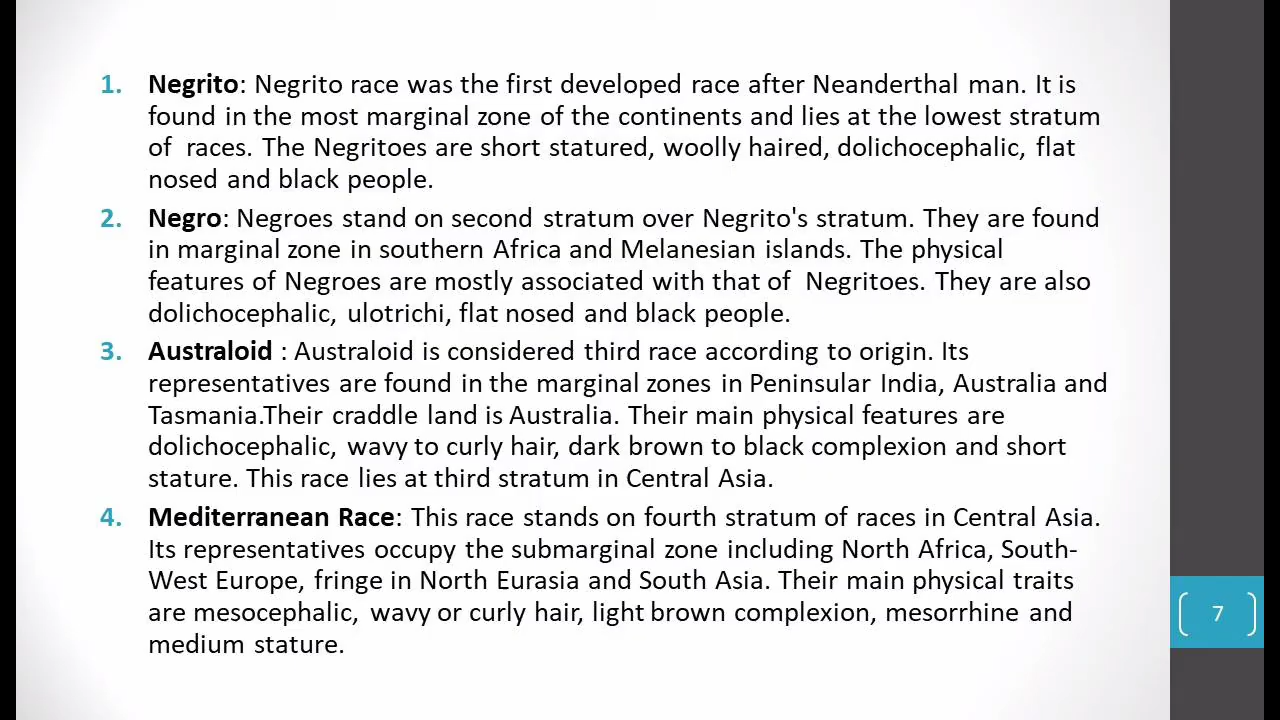 1. Negrito: Negrito race was the first developed race after Neanderthal man. It is
found in the most marginal zone of the continents and lies at the lowest stratum
of races. The Negritoes are short statured, woolly haired, dolichocephalic, flat
nosed and black people.
2. Negro: Negroes stand on second stratum over Negrito's stratum. They are found
in marginal zone in southern Africa and Melanesian islands. The physical
features of Negroes are mostly associated with that of Negritoes. They are also
dolichocephalic, ulotrichi, flat nosed and black people.
3. Australoid : Australoid is considered third race according to origin. Its
representatives are found in the marginal zones in Peninsular India, Australia and
Tasmania.Their craddle land is Australia. Their main physical features are
dolichocephalic, wavy to curly hair, dark brown to black complexion and short
stature. This race lies at third stratum in Central Asia.
4. Mediterranean Race: This race stands on fourth stratum of races in Central Asia.
Its representatives occupy the submarginal zone including North Africa, South-
West Europe, fringe in North Eurasia and South Asia. Their main physical traits
are mesocephalic, wavy or curly hair, light brown complexion, mesorrhine and
medium stature.
7